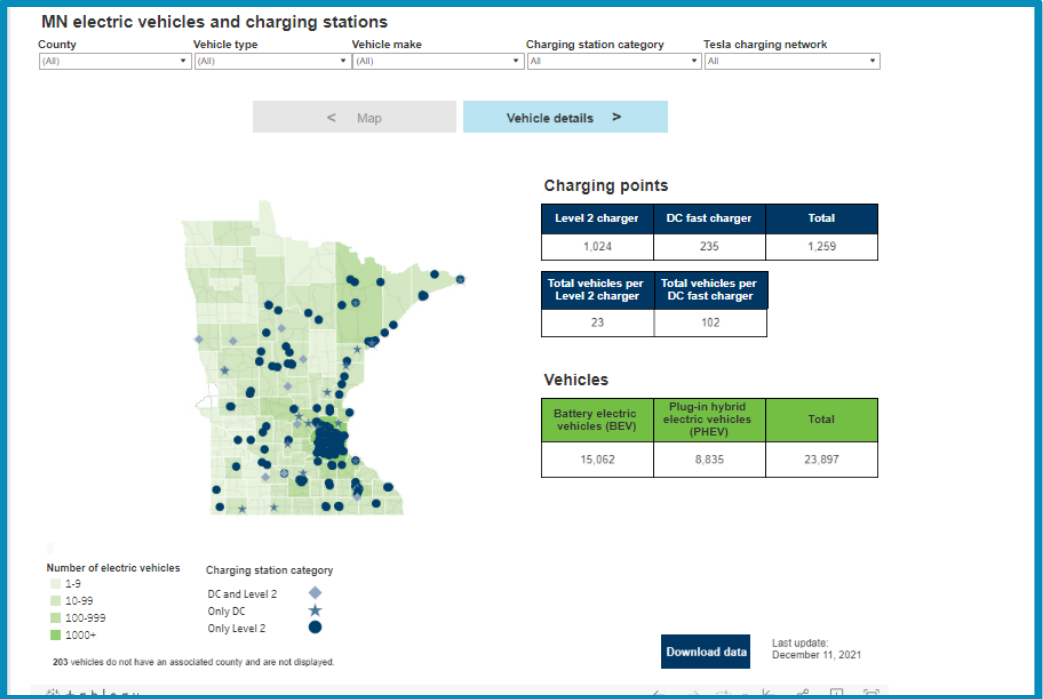 MN electric vehicles and charging stations
County Vehicle type Vehicle make Charging station category Tesla charging network
(All) (All) (All) All All
< Map Vehicle details >
Charging points
Level 2 charger DC fast charger Total
1,024 235 1,259
Total vehicles per Level 2 charger Total vehicles per DC fast charger
23 102
Vehicles
Battery electric vehicles (BEV) Plug-in hybrid electric vehicles (PHEV) Total
15,062 8,835 23,897
Number of electric vehicles
1-9
10-99
100-999
1000+
Charging station category
DC and Level 2
Only DC
Only Level 2
203 vehicles do not have an associated county and are not displayed.
Download data
Last update:
December 11, 2021